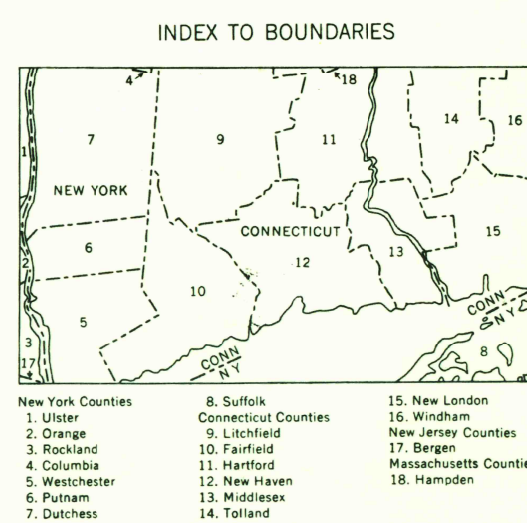 INDEX TO BOUNDARIES
4
18
1
7
9
11
14
16
NEW YORK
CONNECTICUT
6
2
12
13
15
10
5
3
17
CONN
NY
CONN
NY
8
New York Counties
1. Ulster
2. Orange
3. Rockland
4. Columbia
5. Westchester
6. Putnam
7. Dutchess
8. Suffolk
Connecticut Counties
9. Litchfield
10. Fairfield
11. Hartford
12. New Haven
13. Middlesex
14. Tolland
15. New London
16. Windham
New Jersey Counties
17. Bergen
Massachusetts Countie
18. Hampden